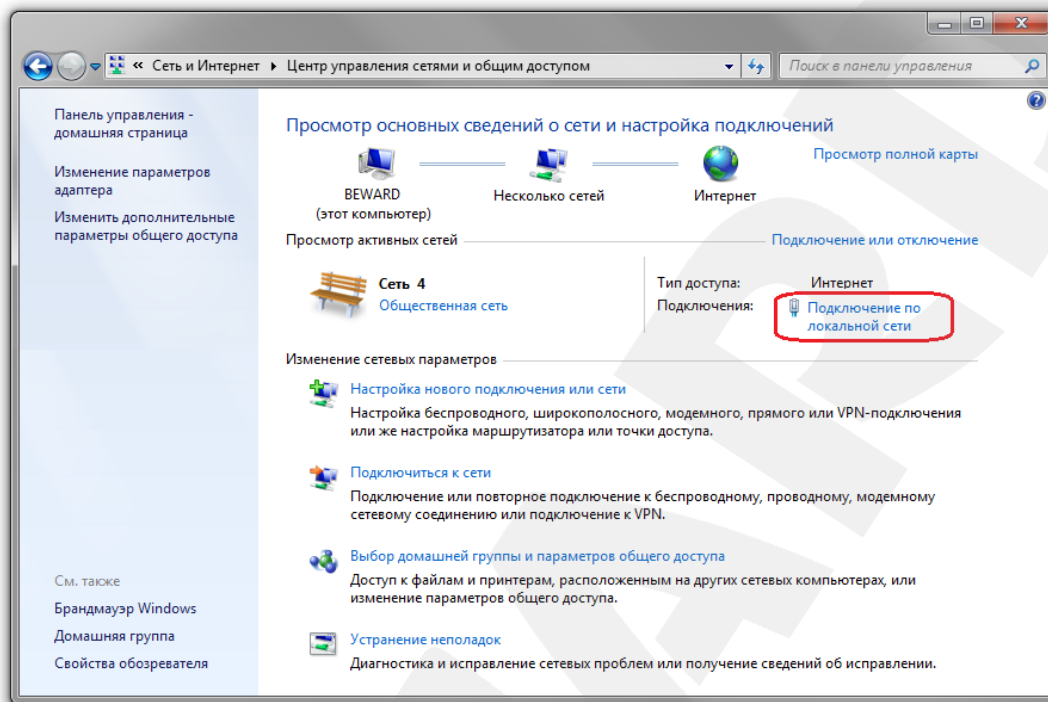 « Сеть и Интернет ▸ Центр управления сетями и общим доступом
Поиск в панели управления
Панель управления -
домашняя страница
Изменение параметров
адаптера
Изменить дополнительные
параметры общего доступа
См. также
Брандмауэр Windows
Домашняя группа
Свойства обозревателя
Просмотр основных сведений о сети и настройка подключений
Просмотр полной карты
BEWARD
(этот компьютер)
Несколько сетей
Интернет
Просмотр активных сетей
Подключение или отключение
Сеть 4
Общественная сеть
Тип доступа: Интернет
Подключения: Подключение по
локальной сети
Изменение сетевых параметров
Настройка нового подключения или сети
Настройка беспроводного, широкополосного, модемного, прямого или VPN-подключения
или же настройка маршрутизатора или точки доступа.
Подключиться к сети
Подключение или повторное подключение к беспроводному, проводному, модемному
сетевому соединению или подключение к VPN.
Выбор домашней группы и параметров общего доступа
Доступ к файлам и принтерам, расположенным на других сетевых компьютерах, или
изменение параметров общего доступа.
Устранение неполадок
Диагностика и исправление сетевых проблем или получение сведений об исправлении.